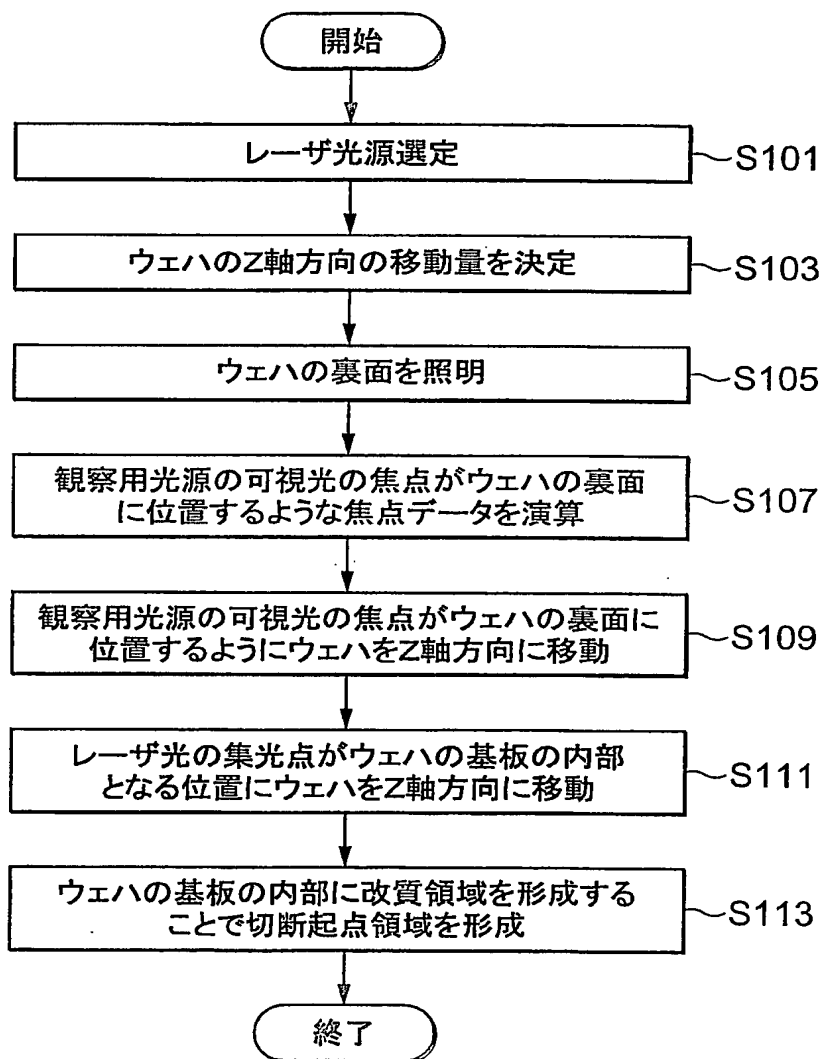 開始
レーザ光源選定
S101
ウェハのZ軸方向の移動量を決定
S103
ウェハの裏面を照明
S105
観察用光源の可視光の焦点がウェハの裏面
に位置するような焦点データを演算
S107
観察用光源の可視光の焦点がウェハの裏面に
位置するようにウェハをZ軸方向に移動
S109
レーザ光の集光点がウェハの基板の内部
となる位置にウェハをZ軸方向に移動
S111
ウェハの基板の内部に改質領域を形成する
ことで切断起点領域を形成
S113
終了